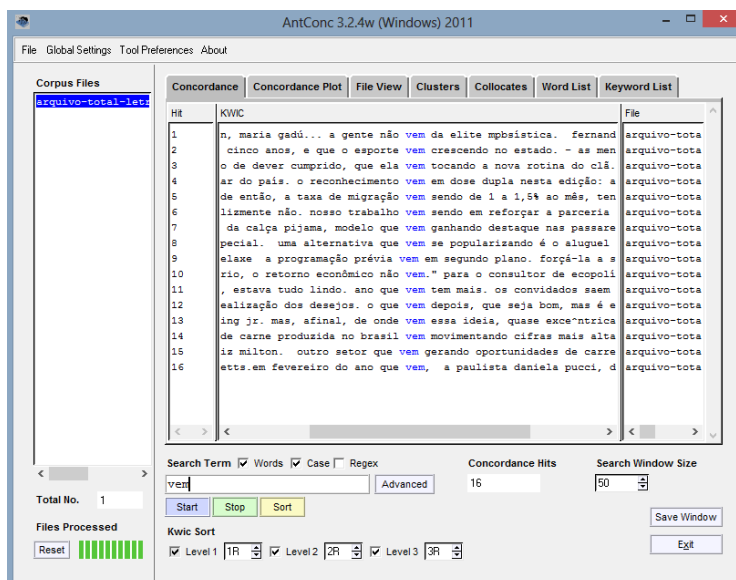 AntConc 3.2.4w (Windows) 2011
File Global Settings Tool Preferences About
Corpus Files
arquivo-total-letr
Total No. 1
Files Processed
Reset
Concordance Concordance Plot File View Clusters Collocates Word List Keyword List
Hit KWIC File
1 n, maria gadú... a gente não vem da elite mpbsística. fernand arquivo-tota
2 cinco anos, e que o esporte vem crescendo no estado. - as men arquivo-tota
3 o de dever cumprido, que ela vem tocando a nova rotina do clã. arquivo-tota
4 ar do país. o reconhecimento vem em dose dupla nesta edição: a arquivo-tota
5 de então, a taxa de migração vem sendo de 1 a 1,5% ao mês, ten arquivo-tota
6 lizmente não. nosso trabalho vem sendo em reforçar a parceria arquivo-tota
7 da calça pijama, modelo que vem ganhando destaque nas passare arquivo-tota
8 pecial. uma alternativa que vem se popularizando é o aluguel arquivo-tota
9 elaxe a programação prévia vem em segundo plano. forçá-la a s arquivo-tota
10 rio, o retorno econômico não vem." para o consultor de ecopolí arquivo-tota
11 , estava tudo lindo. ano que vem tem mais. os convidados saem arquivo-tota
12 ealização dos desejos. o que vem depois, que seja bom, mas é e arquivo-tota
13 ing jr. mas, afinal, de onde vem essa ideia, quase exce^ntrica arquivo-tota
14 de carne produzida no brasil vem movimentando cifras mais alta arquivo-tota
15 iz milton. outro setor que vem gerando oportunidades de carre arquivo-tota
16 etts.em fevereiro do ano que vem, a paulista daniela pucci, d arquivo-tota
Search Term Words Case Regex Concordance Hits Search Window Size
vem Advanced 16 50
Start Stop Sort
Save Window
Kwic Sort
Level 1 1R Level 2 2R Level 3 3R
Exit